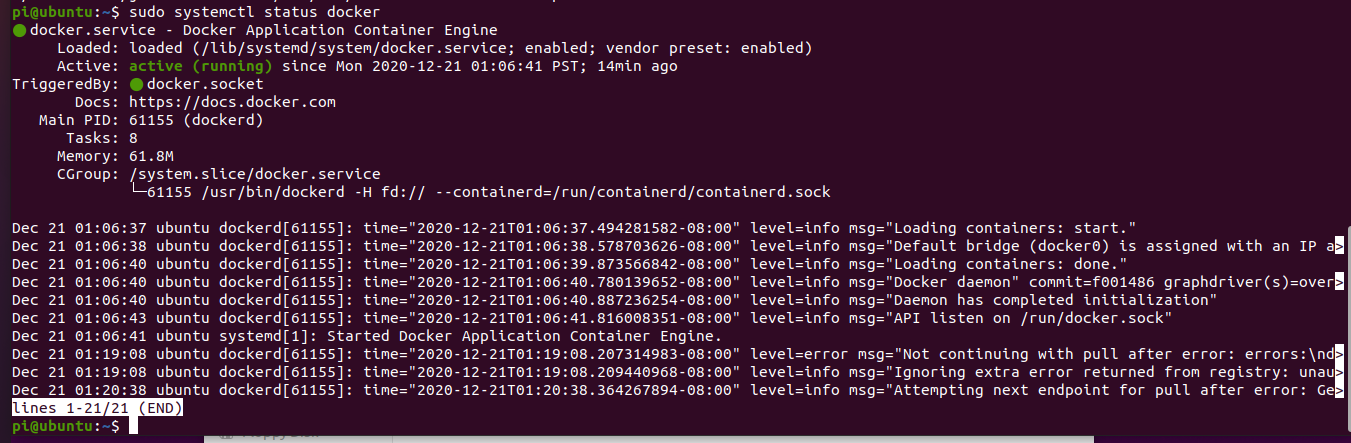 pi@ubuntu:~$ sudo systemctl status docker
● docker.service - Docker Application Container Engine
Loaded: loaded (/lib/systemd/system/docker.service; enabled; vendor preset: enabled)
Active: active (running) since Mon 2020-12-21 01:06:41 PST; 14min ago
TriggeredBy: ● docker.socket
Docs: https://docs.docker.com
Main PID: 61155 (dockerd)
Tasks: 8
Memory: 61.8M
CGroup: /system.slice/docker.service
└─61155 /usr/bin/dockerd -H fd:// --containerd=/run/containerd/containerd.sock
Dec 21 01:06:37 ubuntu dockerd[61155]: time="2020-12-21T01:06:37.494281582-08:00" level=info msg="Loading containers: start."
Dec 21 01:06:38 ubuntu dockerd[61155]: time="2020-12-21T01:06:38.578703626-08:00" level=info msg="Default bridge (docker0) is assigned with an IP a>
Dec 21 01:06:40 ubuntu dockerd[61155]: time="2020-12-21T01:06:39.873566842-08:00" level=info msg="Loading containers: done."
Dec 21 01:06:40 ubuntu dockerd[61155]: time="2020-12-21T01:06:40.780139652-08:00" level=info msg="Docker daemon" commit=f001486 graphdriver(s)=over>
Dec 21 01:06:40 ubuntu dockerd[61155]: time="2020-12-21T01:06:40.887236254-08:00" level=info msg="Daemon has completed initialization"
Dec 21 01:06:43 ubuntu dockerd[61155]: time="2020-12-21T01:06:41.816008351-08:00" level=info msg="API listen on /run/docker.sock"
Dec 21 01:06:41 ubuntu systemd[1]: Started Docker Application Container Engine.
Dec 21 01:19:08 ubuntu dockerd[61155]: time="2020-12-21T01:19:08.207314983-08:00" level=error msg="Not continuing with pull after error: errors:\nd>
Dec 21 01:19:08 ubuntu dockerd[61155]: time="2020-12-21T01:19:08.209440968-08:00" level=info msg="Ignoring extra error returned from registry: unau>
Dec 21 01:20:38 ubuntu dockerd[61155]: time="2020-12-21T01:20:38.364267894-08:00" level=info msg="Attempting next endpoint for pull after error: Ge>
lines 1-21/21 (END)
pi@ubuntu:~$